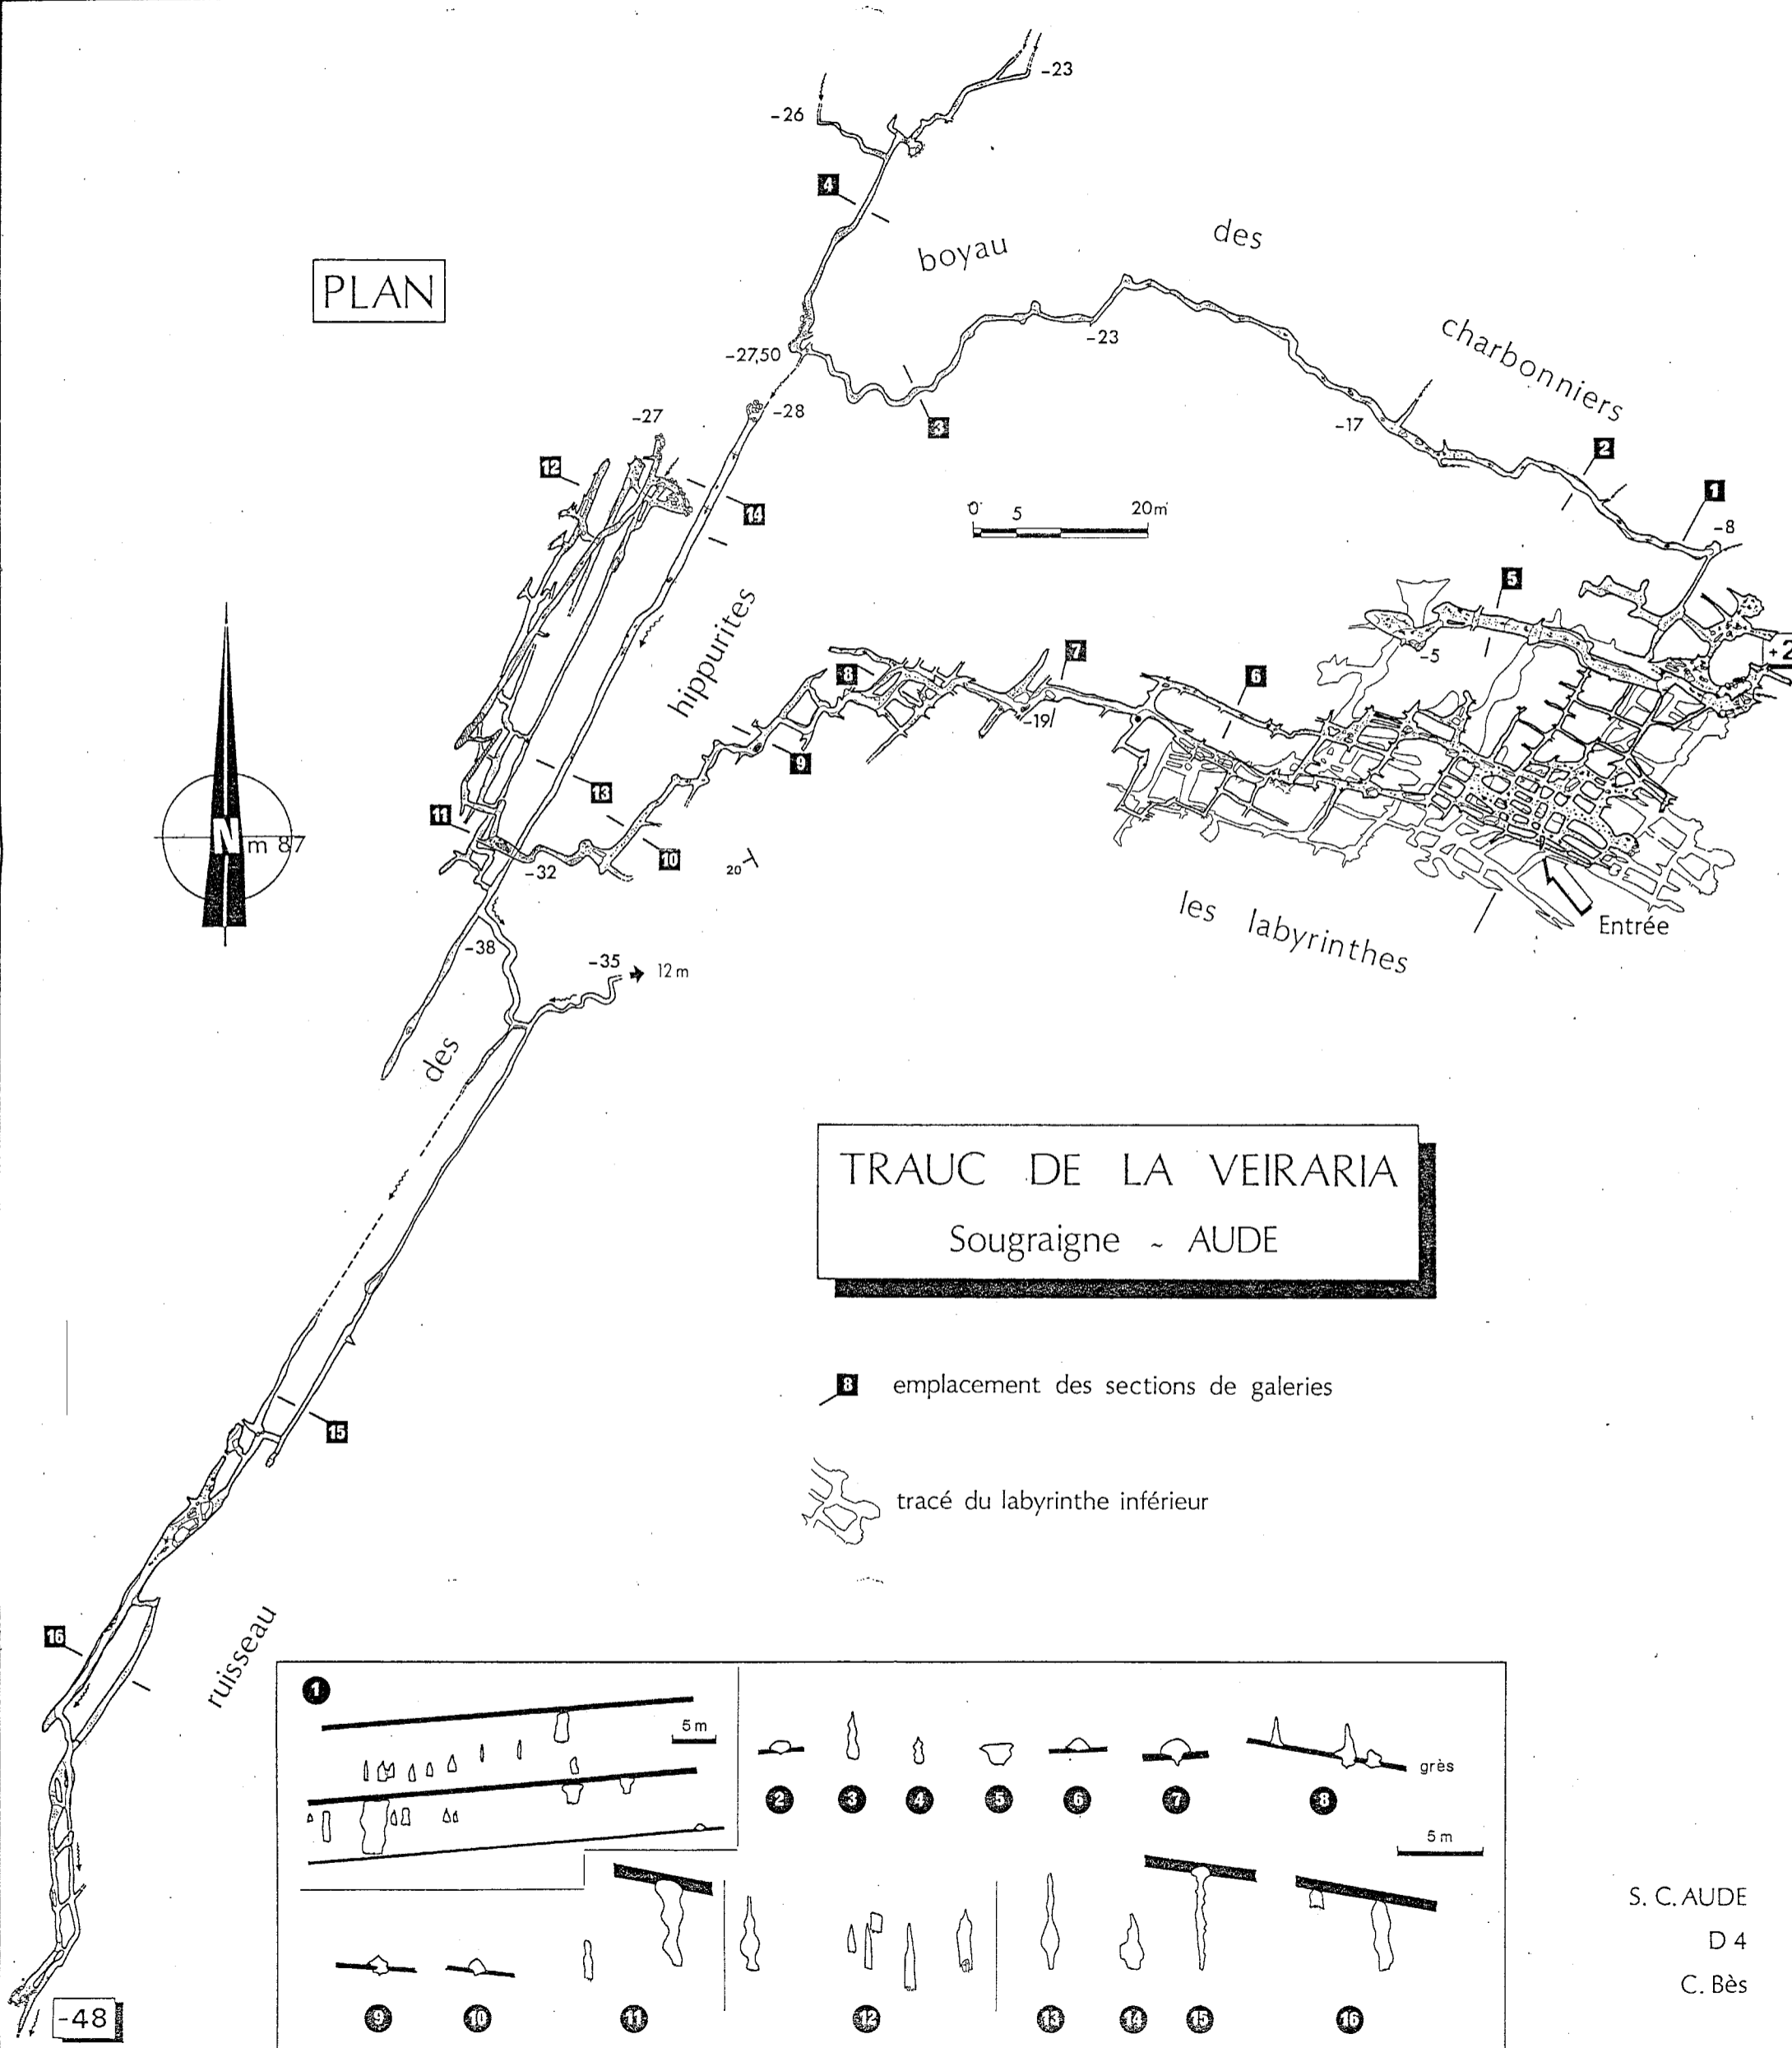 -23
-26
4
boyau des charbonniers
PLAN
-27,50
-23
-28
3
-27
-17
2
12
1
-8
14
0 5 20m
5
-5
+2
hippurites
7
8
6
-19
9
13
11
N
m 87
10
-32
20
Entrée
les labyrinthes
-38
-35
12 m
des
TRAUC DE LA VEIRARIA
Sougraigne ~ AUDE
8 emplacement des sections de galeries
15
tracé du labyrinthe inférieur
16
ruisseau
1
5 m
grès
2 3 4 5 6 7 8
5 m
9 10 11 12 13 14 15 16
-48
S. C. AUDE
D 4
C. Bès